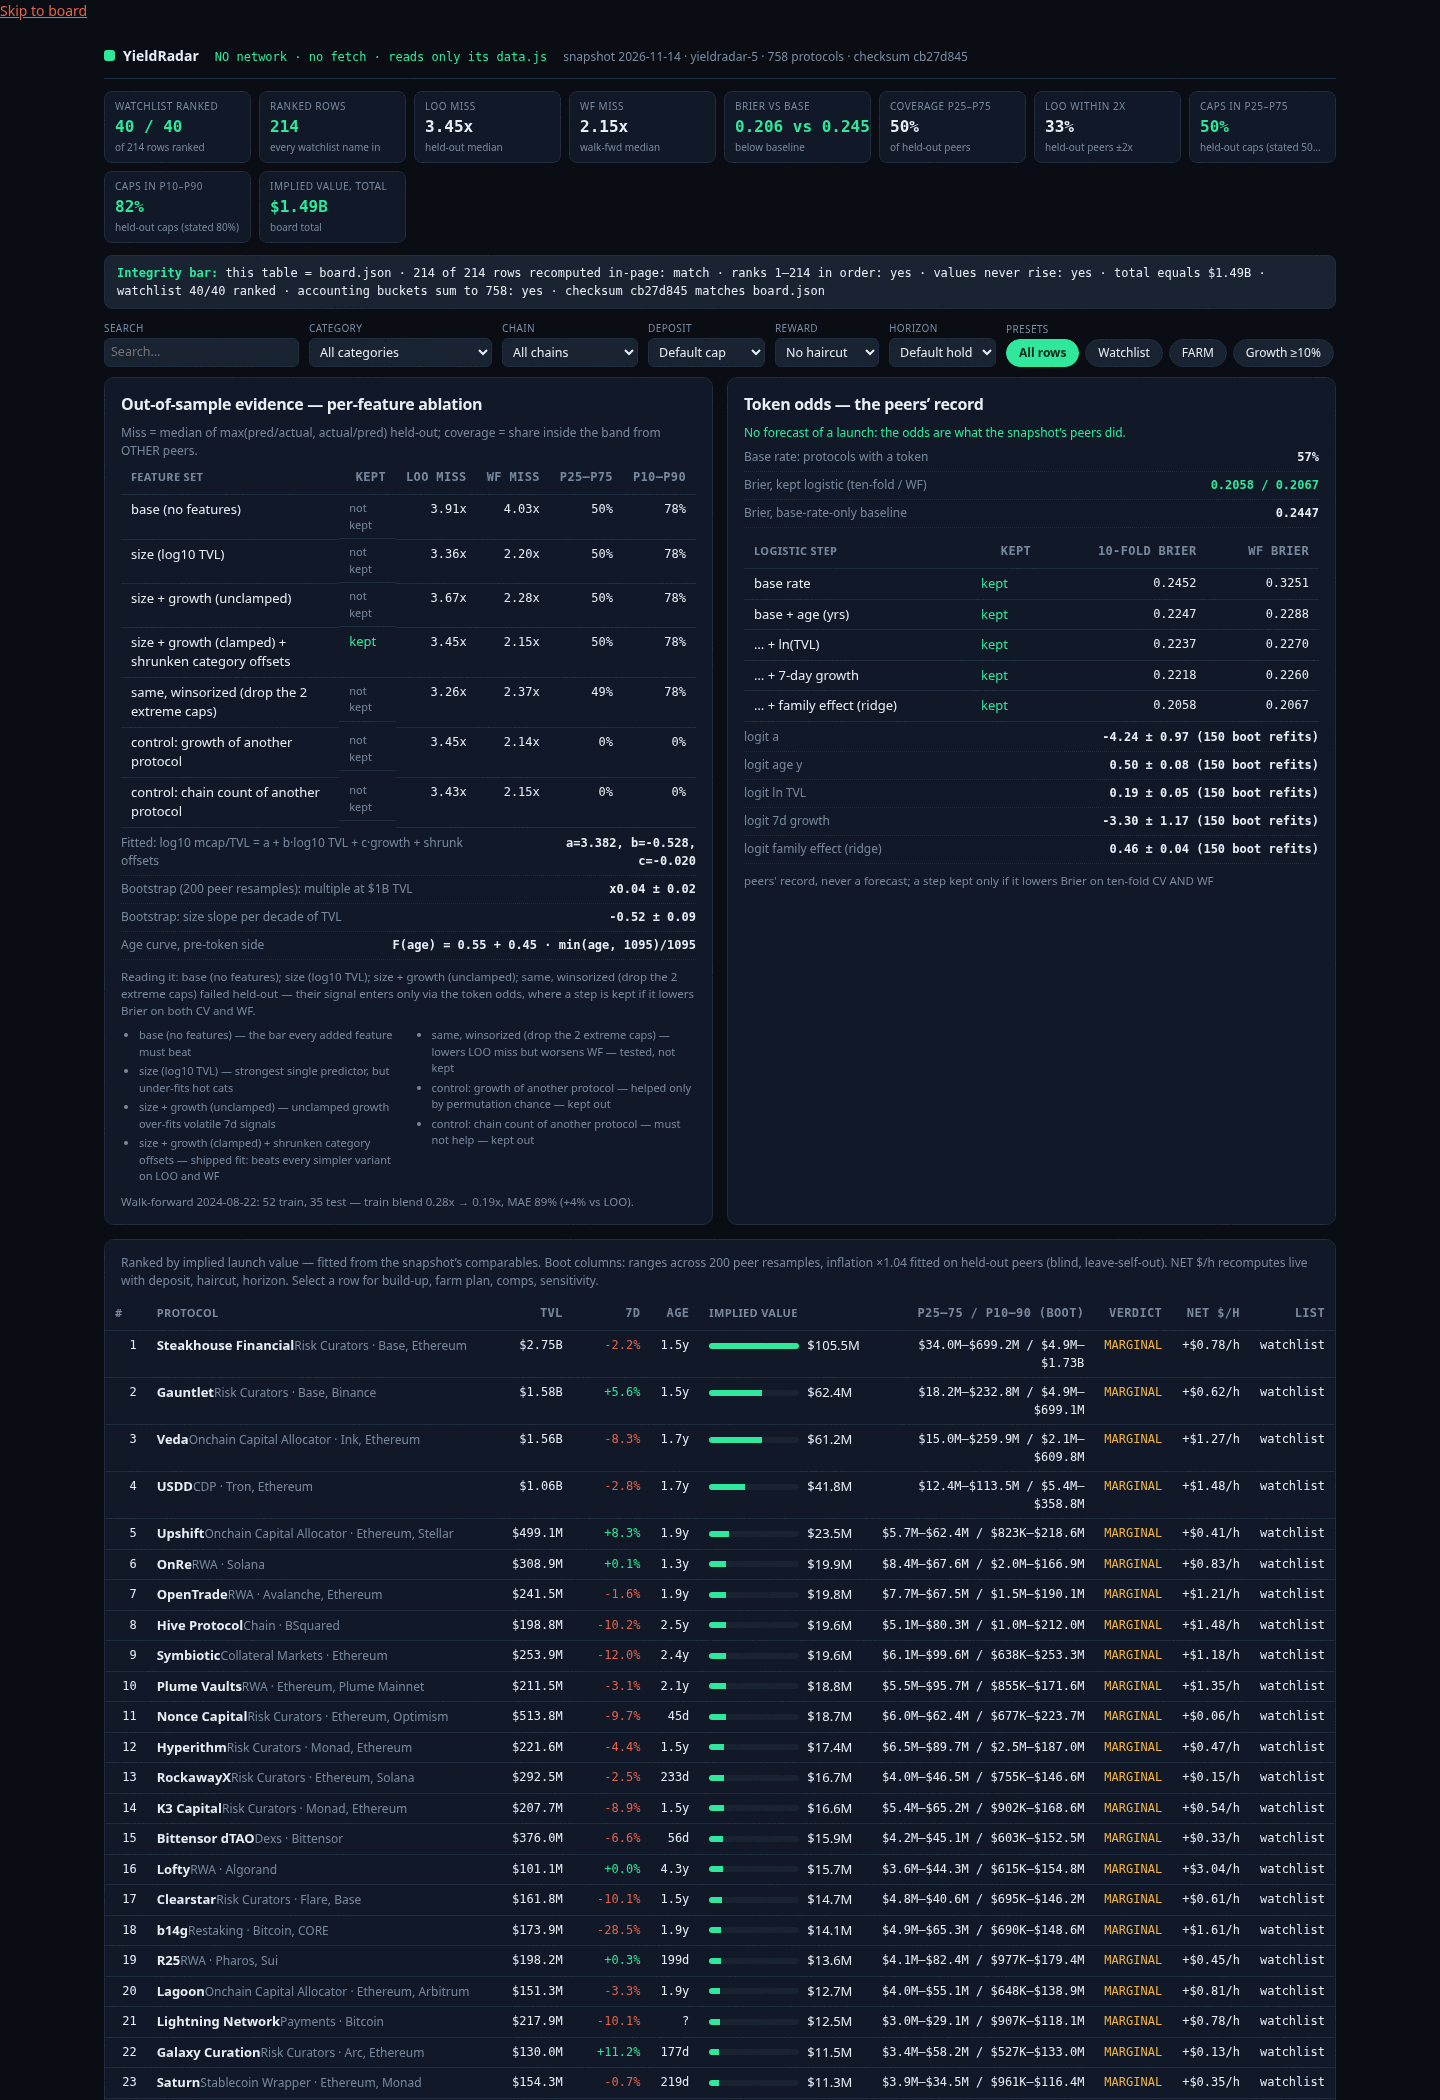 Skip to board
YieldRadar NO network · no fetch · reads only its data.js snapshot 2026-11-14 · yieldradar-5 · 758 protocols · checksum cb27d845
WATCHLIST RANKED
40 / 40
of 214 rows ranked
RANKED ROWS
214
every watchlist name in
LOO MISS
3.45x
held-out median
WF MISS
2.15x
walk-fwd median
BRIER VS BASE
0.206 vs 0.245
below baseline
COVERAGE P25–P75
50%
of held-out peers
LOO WITHIN 2X
33%
held-out peers ±2x
CAPS IN P25–P75
50%
held-out caps (stated 50...
CAPS IN P10–P90
82%
held-out caps (stated 80%)
IMPLIED VALUE, TOTAL
$1.49B
board total
Integrity bar: this table = board.json · 214 of 214 rows recomputed in-page: match · ranks 1–214 in order: yes · values never rise: yes · total equals $1.49B ·
watchlist 40/40 ranked · accounting buckets sum to 758: yes · checksum cb27d845 matches board.json
SEARCH CATEGORY CHAIN DEPOSIT REWARD HORIZON PRESETS
Search... All categories All chains Default cap No haircut Default hold All rows Watchlist FARM Growth ≥10%
Out-of-sample evidence — per-feature ablation
Miss = median of max(pred/actual, actual/pred) held-out; coverage = share inside the band from
OTHER peers.
FEATURE SET KEPT LOO MISS WF MISS P25–P75 P10–P90
base (no features) not kept 3.91x 4.03x 50% 78%
size (log10 TVL) not kept 3.36x 2.20x 50% 78%
size + growth (unclamped) not kept 3.67x 2.28x 50% 78%
size + growth (clamped) + kept 3.45x 2.15x 50% 78%
shrunken category offsets
same, winsorized (drop the 2 not kept 3.26x 2.37x 49% 78%
extreme caps)
control: growth of another not kept 3.45x 2.14x 0% 0%
protocol
control: chain count of another not kept 3.43x 2.15x 0% 0%
protocol
Fitted: log10 mcap/TVL = a + b·log10 TVL + c·growth + shrunk a=3.382, b=-0.528,
offsets c=-0.020
Bootstrap (200 peer resamples): multiple at $1B TVL x0.04 ± 0.02
Bootstrap: size slope per decade of TVL -0.52 ± 0.09
Age curve, pre-token side F(age) = 0.55 + 0.45 · min(age, 1095)/1095
Reading it: base (no features); size (log10 TVL); size + growth (unclamped); same, winsorized (drop the 2
extreme caps) failed held-out — their signal enters only via the token odds, where a step is kept if it lowers
Brier on both CV and WF.
• base (no features) — the bar every added feature
must beat
• size (log10 TVL) — strongest single predictor, but
under-fits hot cats
• size + growth (unclamped) — unclamped growth
over-fits volatile 7d signals
• size + growth (clamped) + shrunken category
offsets — shipped fit: beats every simpler variant
on LOO and WF
• same, winsorized (drop the 2 extreme caps) —
lowers LOO miss but worsens WF — tested, not
kept
• control: growth of another protocol — helped only
by permutation chance — kept out
• control: chain count of another protocol — must
not help — kept out
Walk-forward 2024-08-22: 52 train, 35 test — train blend 0.28x → 0.19x, MAE 89% (+4% vs LOO).
Token odds — the peers’ record
No forecast of a launch: the odds are what the snapshot’s peers did.
Base rate: protocols with a token 57%
Brier, kept logistic (ten-fold / WF) 0.2058 / 0.2067
Brier, base-rate-only baseline 0.2447
LOGISTIC STEP KEPT 10-FOLD BRIER WF BRIER
base rate kept 0.2452 0.3251
base + age (yrs) kept 0.2247 0.2288
... + ln(TVL) kept 0.2237 0.2270
... + 7-day growth kept 0.2218 0.2260
... + family effect (ridge) kept 0.2058 0.2067
logit a -4.24 ± 0.97 (150 boot refits)
logit age y 0.50 ± 0.08 (150 boot refits)
logit ln TVL 0.19 ± 0.05 (150 boot refits)
logit 7d growth -3.30 ± 1.17 (150 boot refits)
logit family effect (ridge) 0.46 ± 0.04 (150 boot refits)
peers' record, never a forecast; a step kept only if it lowers Brier on ten-fold CV AND WF
Ranked by implied launch value — fitted from the snapshot’s comparables. Boot columns: ranges across 200 peer resamples, inflation ×1.04 fitted on held-out peers (blind, leave-self-out). NET $/h recomputes live
with deposit, haircut, horizon. Select a row for build-up, farm plan, comps, sensitivity.
# PROTOCOL TVL 7D AGE IMPLIED VALUE P25–75 / P10–90 (BOOT) VERDICT NET $/H LIST
1 Steakhouse FinancialRisk Curators · Base, Ethereum $2.75B -2.2% 1.5y $105.5M $34.0M–$699.2M / $4.9M–$1.73B MARGINAL +$0.78/h watchlist
2 GauntletRisk Curators · Base, Binance $1.58B +5.6% 1.5y $62.4M $18.2M–$232.8M / $4.9M–$699.1M MARGINAL +$0.62/h watchlist
3 VedaOnchain Capital Allocator · Ink, Ethereum $1.56B -8.3% 1.7y $61.2M $15.0M–$259.9M / $2.1M–$609.8M MARGINAL +$1.27/h watchlist
4 USDDCDP · Tron, Ethereum $1.06B -2.8% 1.7y $41.8M $12.4M–$113.5M / $5.4M–$358.8M MARGINAL +$1.48/h watchlist
5 UpshiftOnchain Capital Allocator · Ethereum, Stellar $499.1M +8.3% 1.9y $23.5M $5.7M–$62.4M / $823K–$218.6M MARGINAL +$0.41/h watchlist
6 OnReRWA · Solana $308.9M +0.1% 1.3y $19.9M $8.4M–$67.6M / $2.0M–$166.9M MARGINAL +$0.83/h watchlist
7 OpenTradeRWA · Avalanche, Ethereum $241.5M -1.6% 1.9y $19.8M $7.7M–$67.5M / $1.5M–$190.1M MARGINAL +$1.21/h watchlist
8 Hive ProtocolChain · BSquared $198.8M -10.2% 2.5y $19.6M $5.1M–$80.3M / $1.0M–$212.0M MARGINAL +$1.48/h watchlist
9 SymbioticCollateral Markets · Ethereum $253.9M -12.0% 2.4y $19.6M $6.1M–$99.6M / $638K–$253.3M MARGINAL +$1.18/h watchlist
10 Plume VaultsRWA · Ethereum, Plume Mainnet $211.5M -3.1% 2.1y $18.8M $5.5M–$95.7M / $855K–$171.6M MARGINAL +$1.35/h watchlist
11 Nonce CapitalRisk Curators · Ethereum, Optimism $513.8M -9.7% 45d $18.7M $6.0M–$62.4M / $677K–$223.7M MARGINAL +$0.06/h watchlist
12 HyperithmRisk Curators · Monad, Ethereum $221.6M -4.4% 1.5y $17.4M $6.5M–$89.7M / $2.5M–$187.0M MARGINAL +$0.47/h watchlist
13 RockawayXRisk Curators · Ethereum, Solana $292.5M -2.5% 233d $16.7M $4.0M–$46.5M / $755K–$146.6M MARGINAL +$0.15/h watchlist
14 K3 CapitalRisk Curators · Monad, Ethereum $207.7M -8.9% 1.5y $16.6M $5.4M–$65.2M / $902K–$168.6M MARGINAL +$0.54/h watchlist
15 Bittensor dTAODexs · Bittensor $376.0M -6.6% 56d $15.9M $4.2M–$45.1M / $603K–$152.5M MARGINAL +$0.33/h watchlist
16 LoftyRWA · Algorand $101.1M +0.0% 4.3y $15.7M $3.6M–$44.3M / $615K–$154.8M MARGINAL +$3.04/h watchlist
17 ClearstarRisk Curators · Flare, Base $161.8M -10.1% 1.5y $14.7M $4.8M–$40.6M / $695K–$146.2M MARGINAL +$0.61/h watchlist
18 b14gRestaking · Bitcoin, CORE $173.9M -28.5% 1.9y $14.1M $4.9M–$65.3M / $690K–$148.6M MARGINAL +$1.61/h watchlist
19 R25RWA · Pharos, Sui $198.2M +0.3% 199d $13.6M $4.1M–$82.4M / $977K–$179.4M MARGINAL +$0.45/h watchlist
20 LagoonOnchain Capital Allocator · Ethereum, Arbitrum $151.3M -3.3% 1.9y $12.7M $4.0M–$55.1M / $648K–$138.9M MARGINAL +$0.81/h watchlist
21 Lightning NetworkPayments · Bitcoin $217.9M -10.1% ? $12.5M $3.0M–$29.1M / $907K–$118.1M MARGINAL +$0.78/h watchlist
22 Galaxy CurationRisk Curators · Arc, Ethereum $130.0M +11.2% 177d $11.5M $3.4M–$58.2M / $527K–$133.0M MARGINAL +$0.13/h watchlist
23 SaturnStablecoin Wrapper · Ethereum, Monad $154.3M -0.7% 219d $11.3M $3.9M–$34.5M / $961K–$116.4M MARGINAL +$0.35/h watchlist